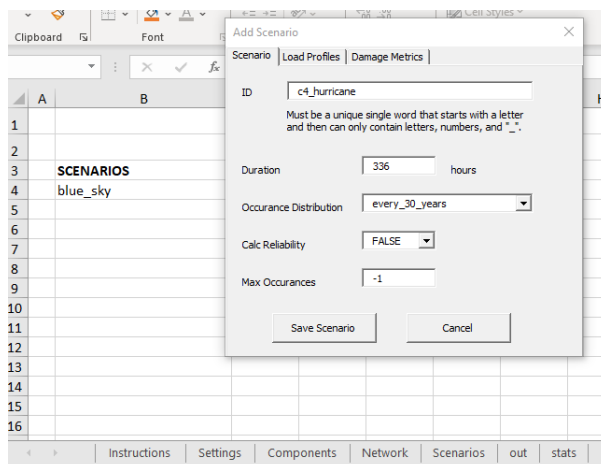 Cell Styles
Clipboard Font
Add Scenario
Scenario Load Profiles Damage Metrics
fx
ID c4_hurricane
Must be a unique single word that starts with a letter
and then can only contain letters, numbers, and "_".
Duration 336 hours
Occurance Distribution every_30_years
Calc Reliability FALSE
Max Occurances -1
Save Scenario Cancel
A B
1
2
3 SCENARIOS
4 blue_sky
5
6
7
8
9
10
11
12
13
14
15
16
Instructions Settings Components Network Scenarios out stats